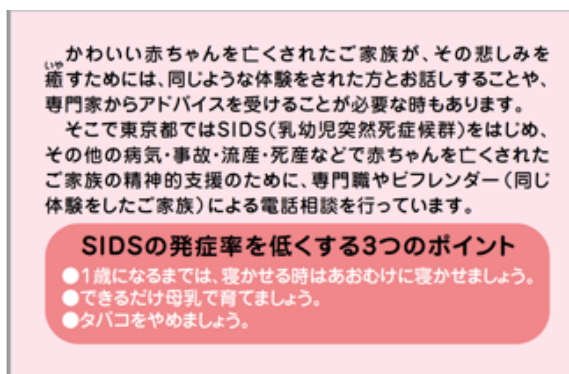 かわいい赤ちゃんを亡くされたご家族が、その悲しみを
癒すためには、同じような体験をされた方とお話しすることや、
専門家からアドバイスを受けることが必要な時もあります。
そこで東京都ではSIDS(乳幼児突然死症候群)をはじめ、
その他の病気・事故・流産・死産などで赤ちゃんを亡くされた
ご家族の精神的支援のために、専門職やビフレンダー(同じ
体験をしたご家族)による電話相談を行っています。
SIDSの発症率を低くする3つのポイント
●1歳になるまでは、寝かせる時はあおむけに寝かせましょう。
●できるだけ母乳で育てましょう。
●タバコをやめましょう。